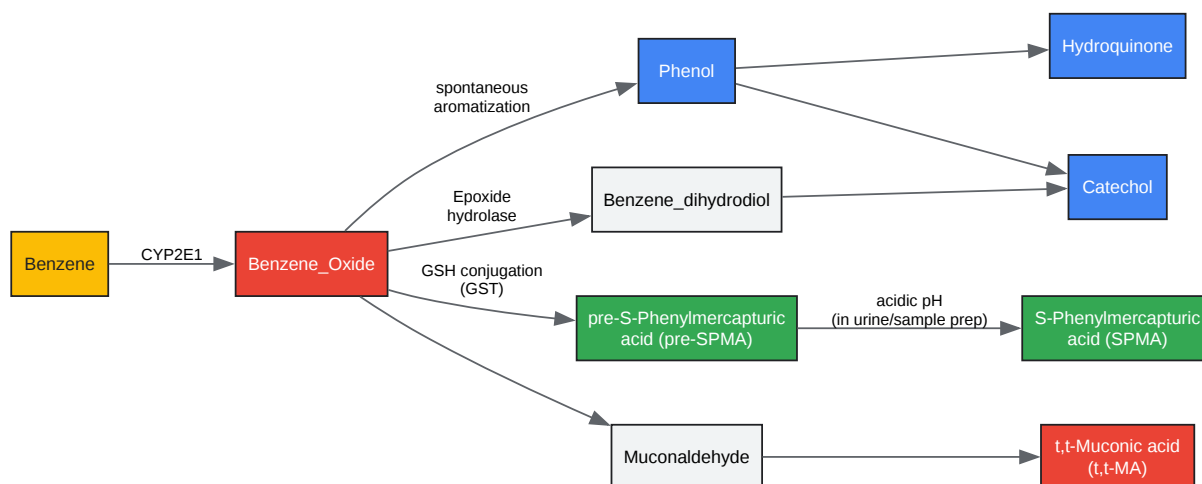 Hydroquinone
Phenol
spontaneous
aromatization
Catechol
Epoxide
hydrolase
Benzene_dihydrodiol
Benzene
CYP2E1
Benzene_Oxide
GSH conjugation
(GST)
pre-S-Phenylmercapturic
acid (pre-SPMA)
acidic pH
(in urine/sample prep)
S-Phenylmercapturic
acid (SPMA)
Muconaldehyde
t,t-Muconic acid
(t,t-MA)